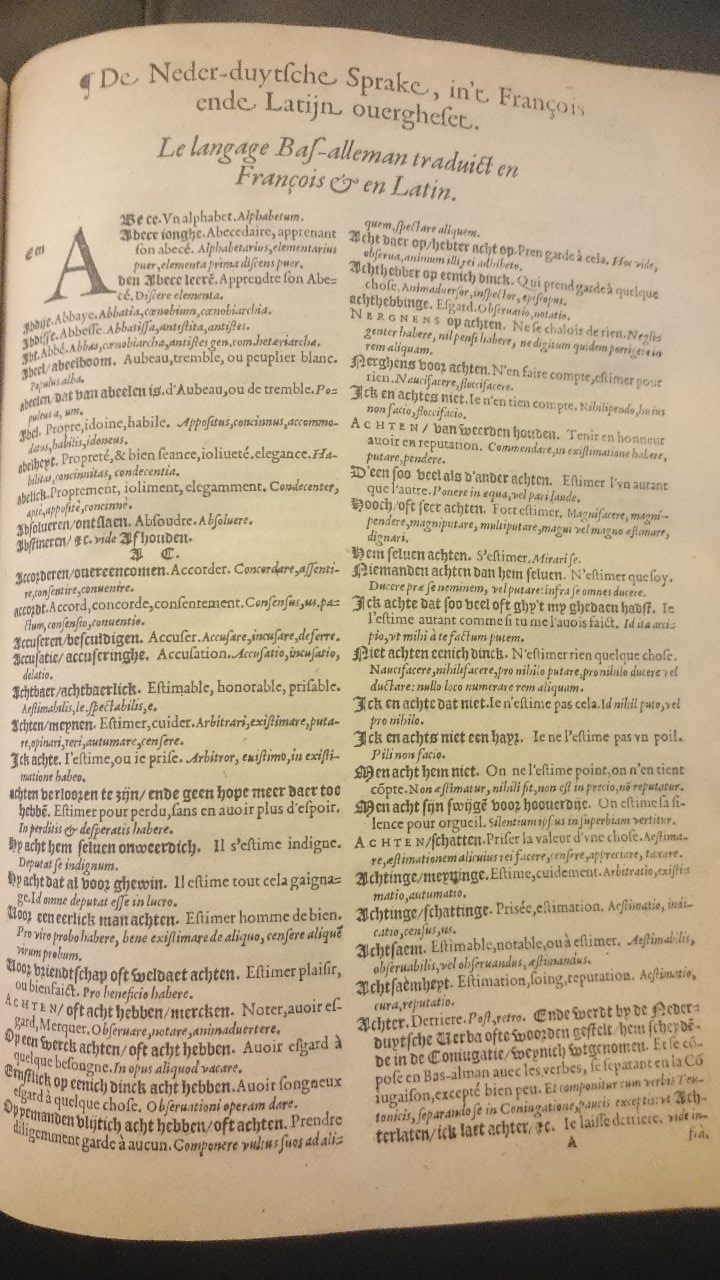 ¶ De Neder-duytſche Sprake, in't François
ende Latijn ouergheſet.
Le langage Baſ-alleman traduict en
François & en Latin.
Een
ABece. Vn alphabet. Alphabetum.
Abece ionghe. Abecedaire, apprenant
ſon abecé. Alphabetarius, elementarius
puer, elementa prima diſcens puer.
den Abece leeré. Apprendre ſon Abe=
cé. Diſcere elementa.
Abdije. Abbaye. Abbatia, cœnobium, cœnobiarchia.
Abdiſſe. Abbeſſe. Abbatiſſa, antiſtita, antiſtes.
Abt. Abbé. Abbas, cœnobiarcha, antiſtes gen. com. hetæriarcha.
Abeel/abeelboom. Aubeau, tremble, ou peuplier blanc.
Populus alba.
abeelen/dat van abeelen is. d'Aubeau, ou de tremble. Po=
puleus a, um.
Abel. Propre, idoine, habile. Appoſitus, concinnus, accommo-
datus, habilis, idoneus.
abelheyt. Propreté, & bien ſeance, ioliueté. elegance. Ha-
bilitas, concinnitas, condecentia.
abelick. Proprement, ioliment, elegamment. Condecenter,
aptè, appoſitè, concinnè.
Abſolueren/ontſlaen. Abſoudre. Abſoluere.
Abſtineren/ &c. vide Afhouden.
A C.
Accorderen/ouereencomen. Accorder. Concordare, aſſenti-
re, conſentire, conuenire.
accordt. Accord, concorde, conſentement. Conſenſus, us. pa=
ctum, conſenſio, conuentio.
Accuſeren/beſculdigen. Accuſer. Accuſare, incuſare, deferre.
Accuſatie/accuſeringhe. Accuſation. Accuſatio, incuſatio,
delatio.
Achtbaer/achtbaerlick. Eſtimable, honorable, priſable.
Aeſtimabilis, le. ſpectabilis, e.
Achten/meynen. Eſtimer, cuider. Arbitrari, exiſtimare, puta-
re, opinari, reri, autumare, cenſere.
Ick achte. I'eſtime, ou ie priſe. Arbitror, exiſtimo, in exiſti-
matione habeo.
achten verlooren te zijn/ende geen hope meer daer toe
hebbē. Eſtimer pour perdu, ſans en auoir plus d'eſpoir.
In perditis & deſperatis habere.
Hy acht hem ſeluen onweerdich. Il s'eſtime indigne.
Deputat ſe indignum.
Hy acht dat al voor ghewin. Il eſtime tout cela gaigna=
ge. Id omne deputat eſſe in lucro.
Voor een eerlick man achten. Eſtimer homme de bien.
Pro viro probo habere, bene exiſtimare de aliquo, cenſere aliquē
virum probum.
Voor vriendtſchap oft weldaet achten. Eſtimer plaiſir,
ou bienfaict. Pro beneficio habere.
ACHTEN/oft acht hebben/mercken. Noter, auoir eſ-
gard, Merquer. Obſeruare, notare, animaduertere.
Op een werck achten/oft acht hebben. Auoir eſgard à
quelque beſongne. In opus aliquod vacare.
Ernſtlick op eenich dinck acht hebben. Auoir ſongneux
eſgard à quelque choſe. Obſeruationi operam dare.
Op yemanden vlijtich acht hebben/oft achten. Prendre
diligemment garde à aucun. Componere vultus ſuos ad ali=
quem, ſpectare aliquem.
Acht daer op/hebter acht op. Pren garde à cela. Hoc vide,
obſerua, animum illi rei adhibeto.
Achthebber op eenich dinck. Qui prend garde à quelque
choſe. Animaduerſor, inſpector, epiſcopus.
achthebbinge. Eſgard. Obſeruatio, notatio.
NERGNENS op achten. Ne ſe chaloir de rien. Negli-
genter habere, nil penſi habere, ne digitum quidem porrigere in
rem aliquam.
Nerghens voor achten. N'en faire compte, eſtimer pour
rien. Naucifacere, floccifacere.
Ick en achtes niet. Ie n'en tien compte. Nihilipendo, huius
non facio, floccifacio.
ACHTEN/ van weerden houden. Tenir en honneur
auoir en reputation. Commendare, in exiſtimatione habere,
putare, pendere.
D'een ſoo veel als d'ander achten. Eſtimer l'vn autant
que l'autre. Ponere in æqua, vel pari laude.
Hooch/oft ſeer achten. Fort eſtimer. Magnifacere, magni-
pendere, magniputare, multiputare, magni vel magno æſtimare,
dignari.
Hem ſeluen achten. S'eſtimer. Mirari ſe.
Niemanden achten dan hem ſeluen. N'eſtimer que ſoy.
Ducere præ ſe neminem, vel putare: infra ſe omnes ducere.
Ick achte dat ſoo veel oft ghy't my ghedaen hadſt. Ie
l'eſtime autant comme ſi tu me l'auois faict. Id ita acci-
pio, vt mihi à te factum putem.
Niet achten eenich dinck. N'eſtimer rien quelque choſe.
Naucifacere, nihilifacere, pro nihilo putare, pro nihilo ducere vel
ductare: nullo loco numerare rem aliquam.
Ick en achte dat niet. Ie n'eſtime pas cela. Id nihil puto, vel
pro nihilo.
Ick en achts niet een hayr. Ie ne l'eſtime pas vn poil.
Pili non facio.
Men acht hem niet. On ne l'eſtime point, on n'en tient
cōpte. Non æſtimatur, nihili fit, non eſt in precio, nō reputatur.
Men acht ſijn ſwijgē voor hoouerdije. On eſtime ſa ſi-
lence pour orgueil. Silentium ipſius in ſuperbiam vertitur.
ACHTEN/ſchatten. Priſer la valeur d'vne choſe. Aeſtima-
re, æſtimationem alicuius rei facere, cenſere, appreciare, taxare.
Achtinge/meyninge. Eſtime, cuidement. Arbitratio, exiſti=
matio, autumatio.
Achtinge/ſchattinge. Priſée, eſtimation. Aeſtimatio, indi-
catio, cenſus, us.
Achtſaem. Eſtimable, notable, ou à eſtimer. Aeſtimabilis,
obſeruabilis, vel obſeruandus, æſtimandus.
Achtſaemheyt. Eſtimation, ſoing, reputation. Aeſtimatio,
cura, reputatio.
Achter. Derriere. Poſt, retro. Ende werdt by de Neder-
duytſche Verba ofte woorden geſtelt/hem ſcheydē-
de in de Coniugatie/weynich wtgenomen. Et ſe cō-
poſe en Bas-alman auec les verbes, ſe ſeparant en la Cō
iugaiſon, excepté bien peu. Et componitur cum verbis Teu-
tonicis, ſeparando ſe in Coniugatione, paucis exceptis: vt Ach-
terlaten/ick laet achter/&c. Ie laiſſe derriere. vide in-
A
fra.